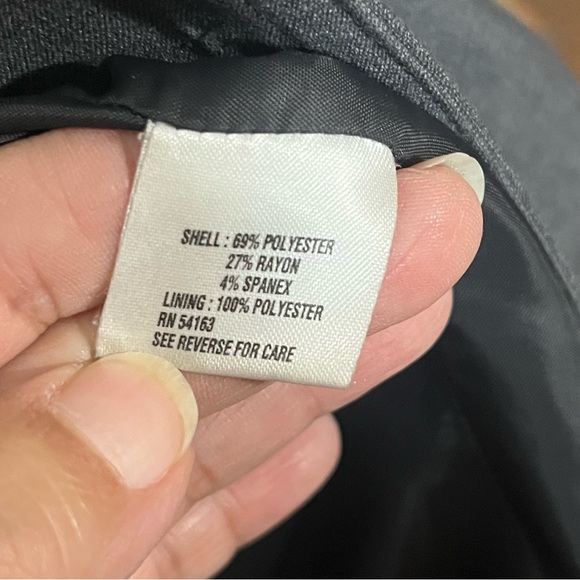 SHELL : 69% POLYESTER
27% RAYON
4% SPANEX
LINING : 100% POLYESTER
RN 54163
SEE REVERSE FOR CARE